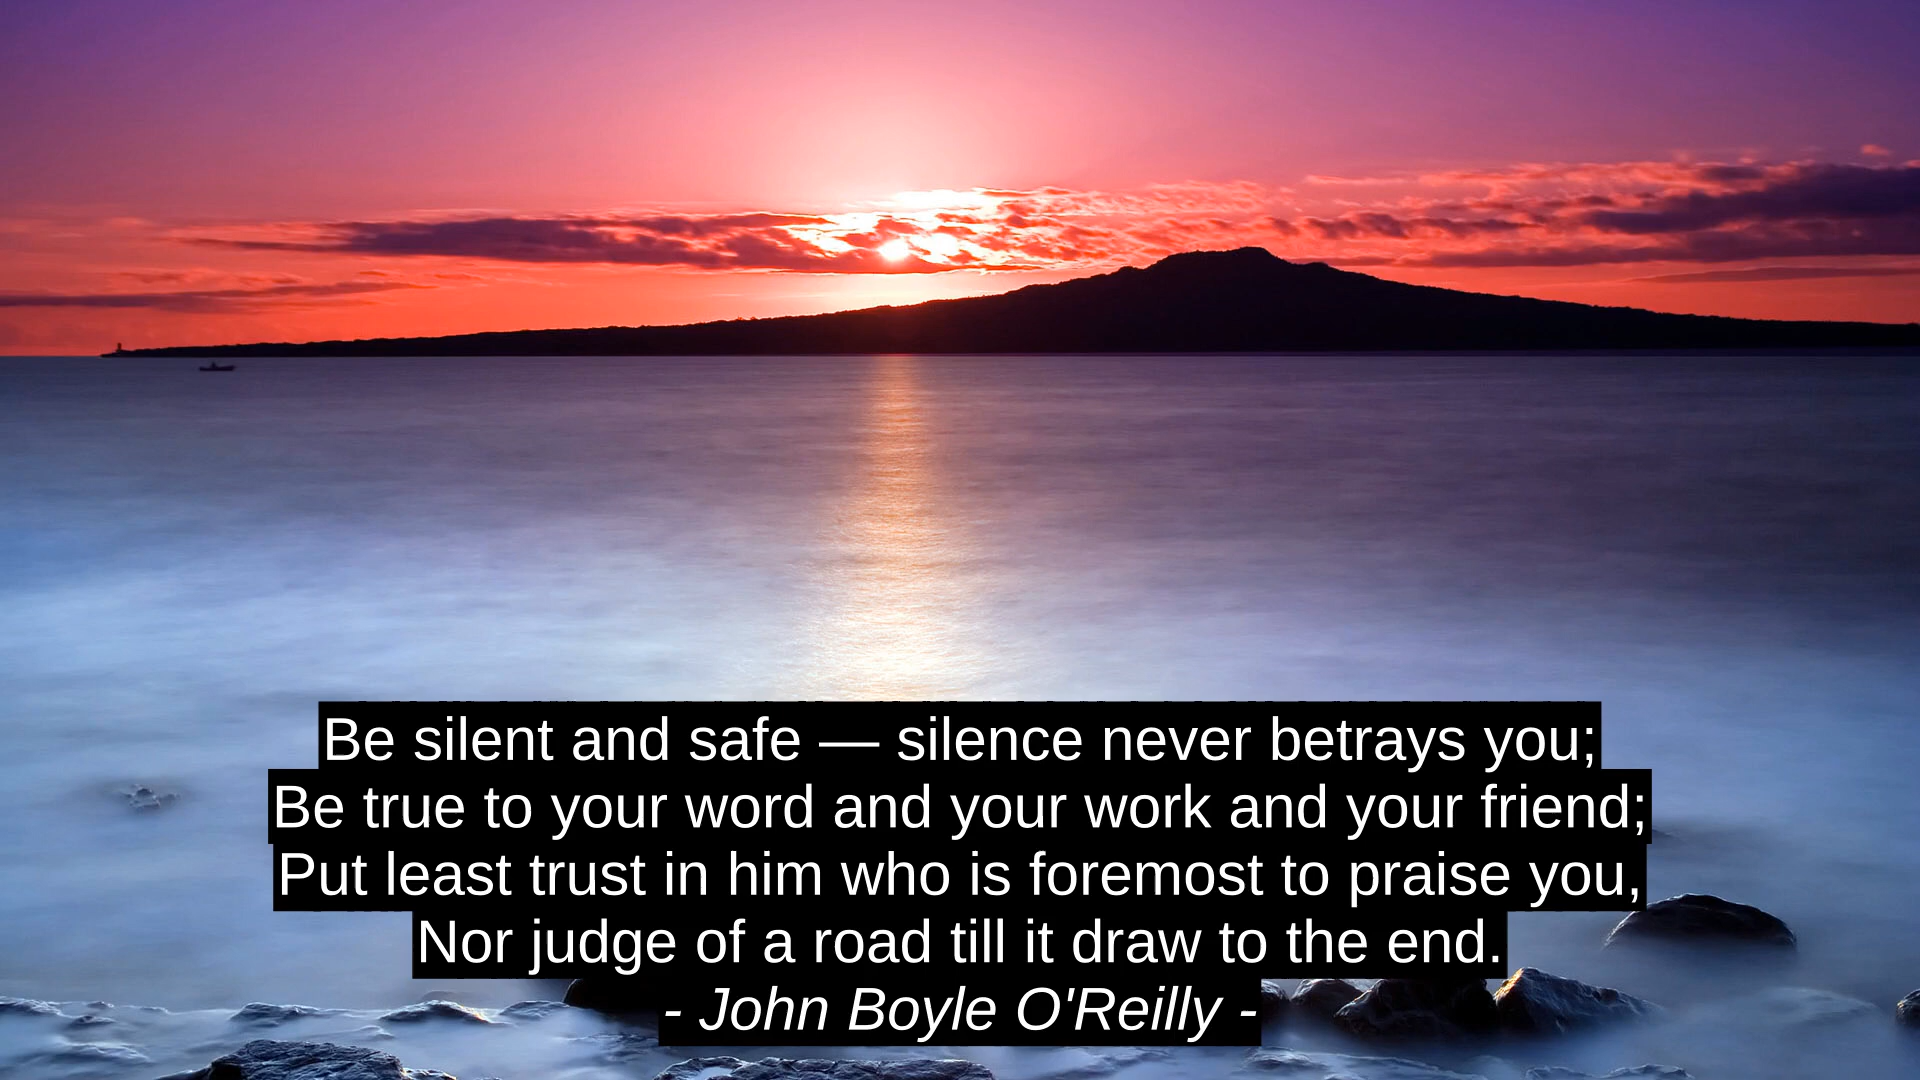 Be silent and safe — silence never betrays you;
Be true to your word and your work and your friend;
Put least trust in him who is foremost to praise you,
Nor judge of a road till it draw to the end.
- John Boyle O'Reilly -